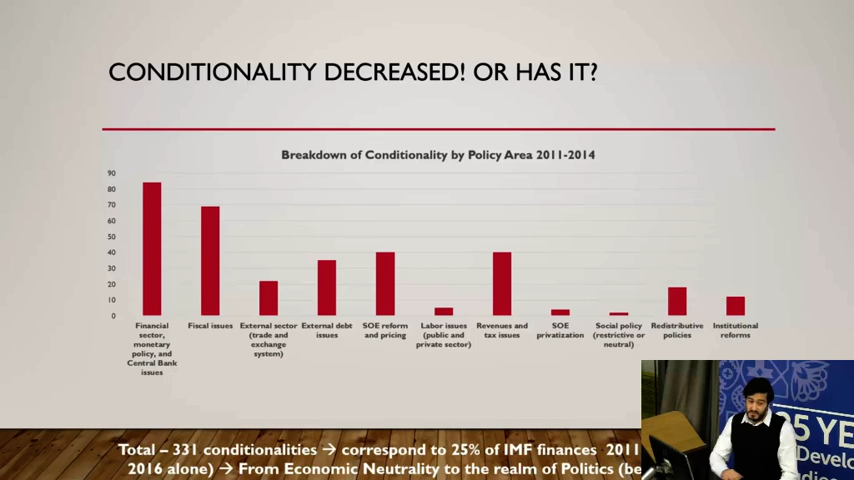 CONDITIONALITY DECREASED! OR HAS IT?
Breakdown of Conditionality by Policy Area 2011-2014
90
80
70
60
50
40
30
20
10
0
Financial
sector,
monetary
policy, and
Central Bank
issues
Fiscal issues
External sector
(trade and
exchange
system)
External debt
issues
SOE reform
and pricing
Labor issues
(public and
private sector)
Revenues and
tax issues
SOE
privatization
Social policy
(restrictive or
neutral)
Redistributive
policies
Institutional
reforms
Total – 331 conditionalities → correspond to 25% of IMF finances 2011
2016 alone) → From Economic Neutrality to the realm of Politics (be